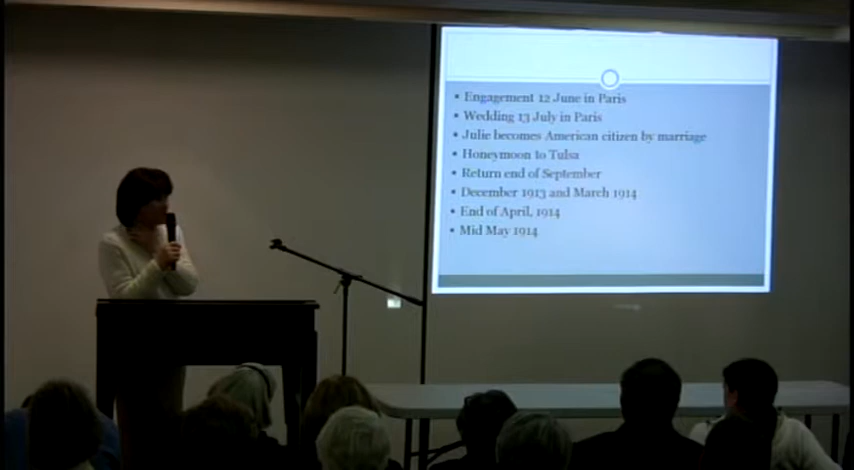 ▪ Engagement 12 June in Paris
▪ Wedding 13 July in Paris
▪ Julie becomes American citizen by marriage
▪ Honeymoon to Tulsa
▪ Return end of September
▪ December 1913 and March 1914
▪ End of April, 1914
▪ Mid May 1914